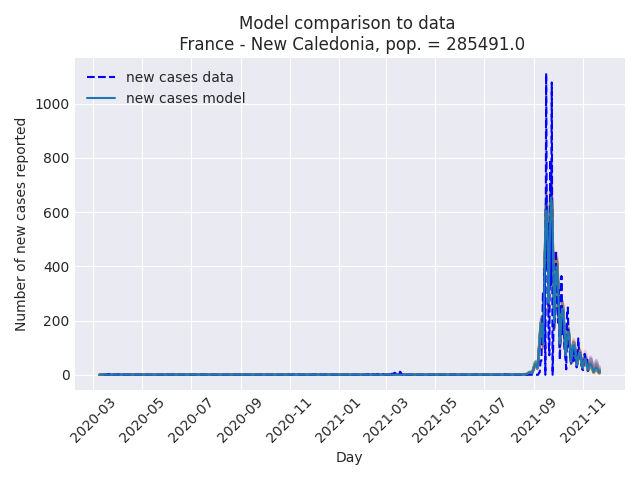 Model comparison to data
France - New Caledonia, pop. = 285491.0
new cases data
new cases model
Number of new cases reported
1000
800
600
400
200
0
2020-03
2020-05
2020-07
2020-09
2020-11
2021-01
2021-03
2021-05
2021-07
2021-09
2021-11
Day